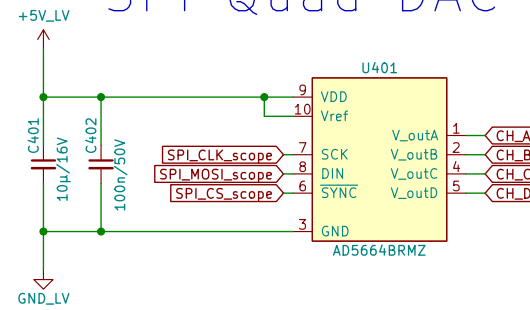 SPI Quad DAC
+5V_LV
U401
C401
10µ/16V
C402
100n/50V
9 VDD
10 Vref
SPI_CLK_scope 7 SCK
SPI_MOSI_scope 8 DIN
SPI_CS_scope 6 SYNC
3 GND
V_outA 1 CH_A
V_outB 2 CH_B
V_outC 4 CH_C
V_outD 5 CH_D
AD5664BRMZ
GND_LV